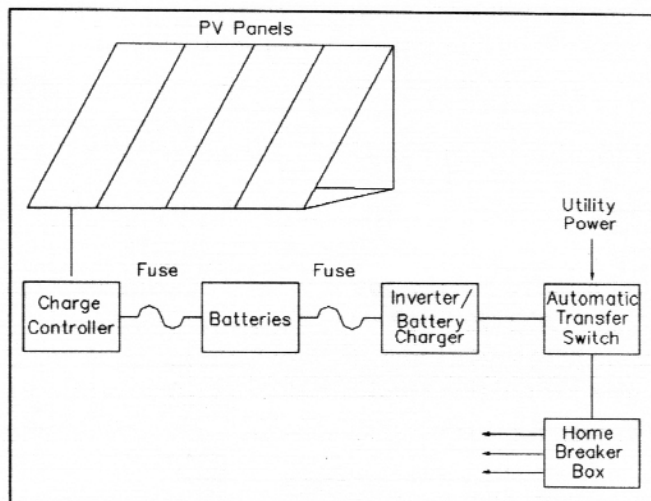 PV Panels
Utility
Power
Fuse
Fuse
Charge
Controller
Batteries
Inverter/
Battery
Charger
Automatic
Transfer
Switch
Home
Breaker
Box